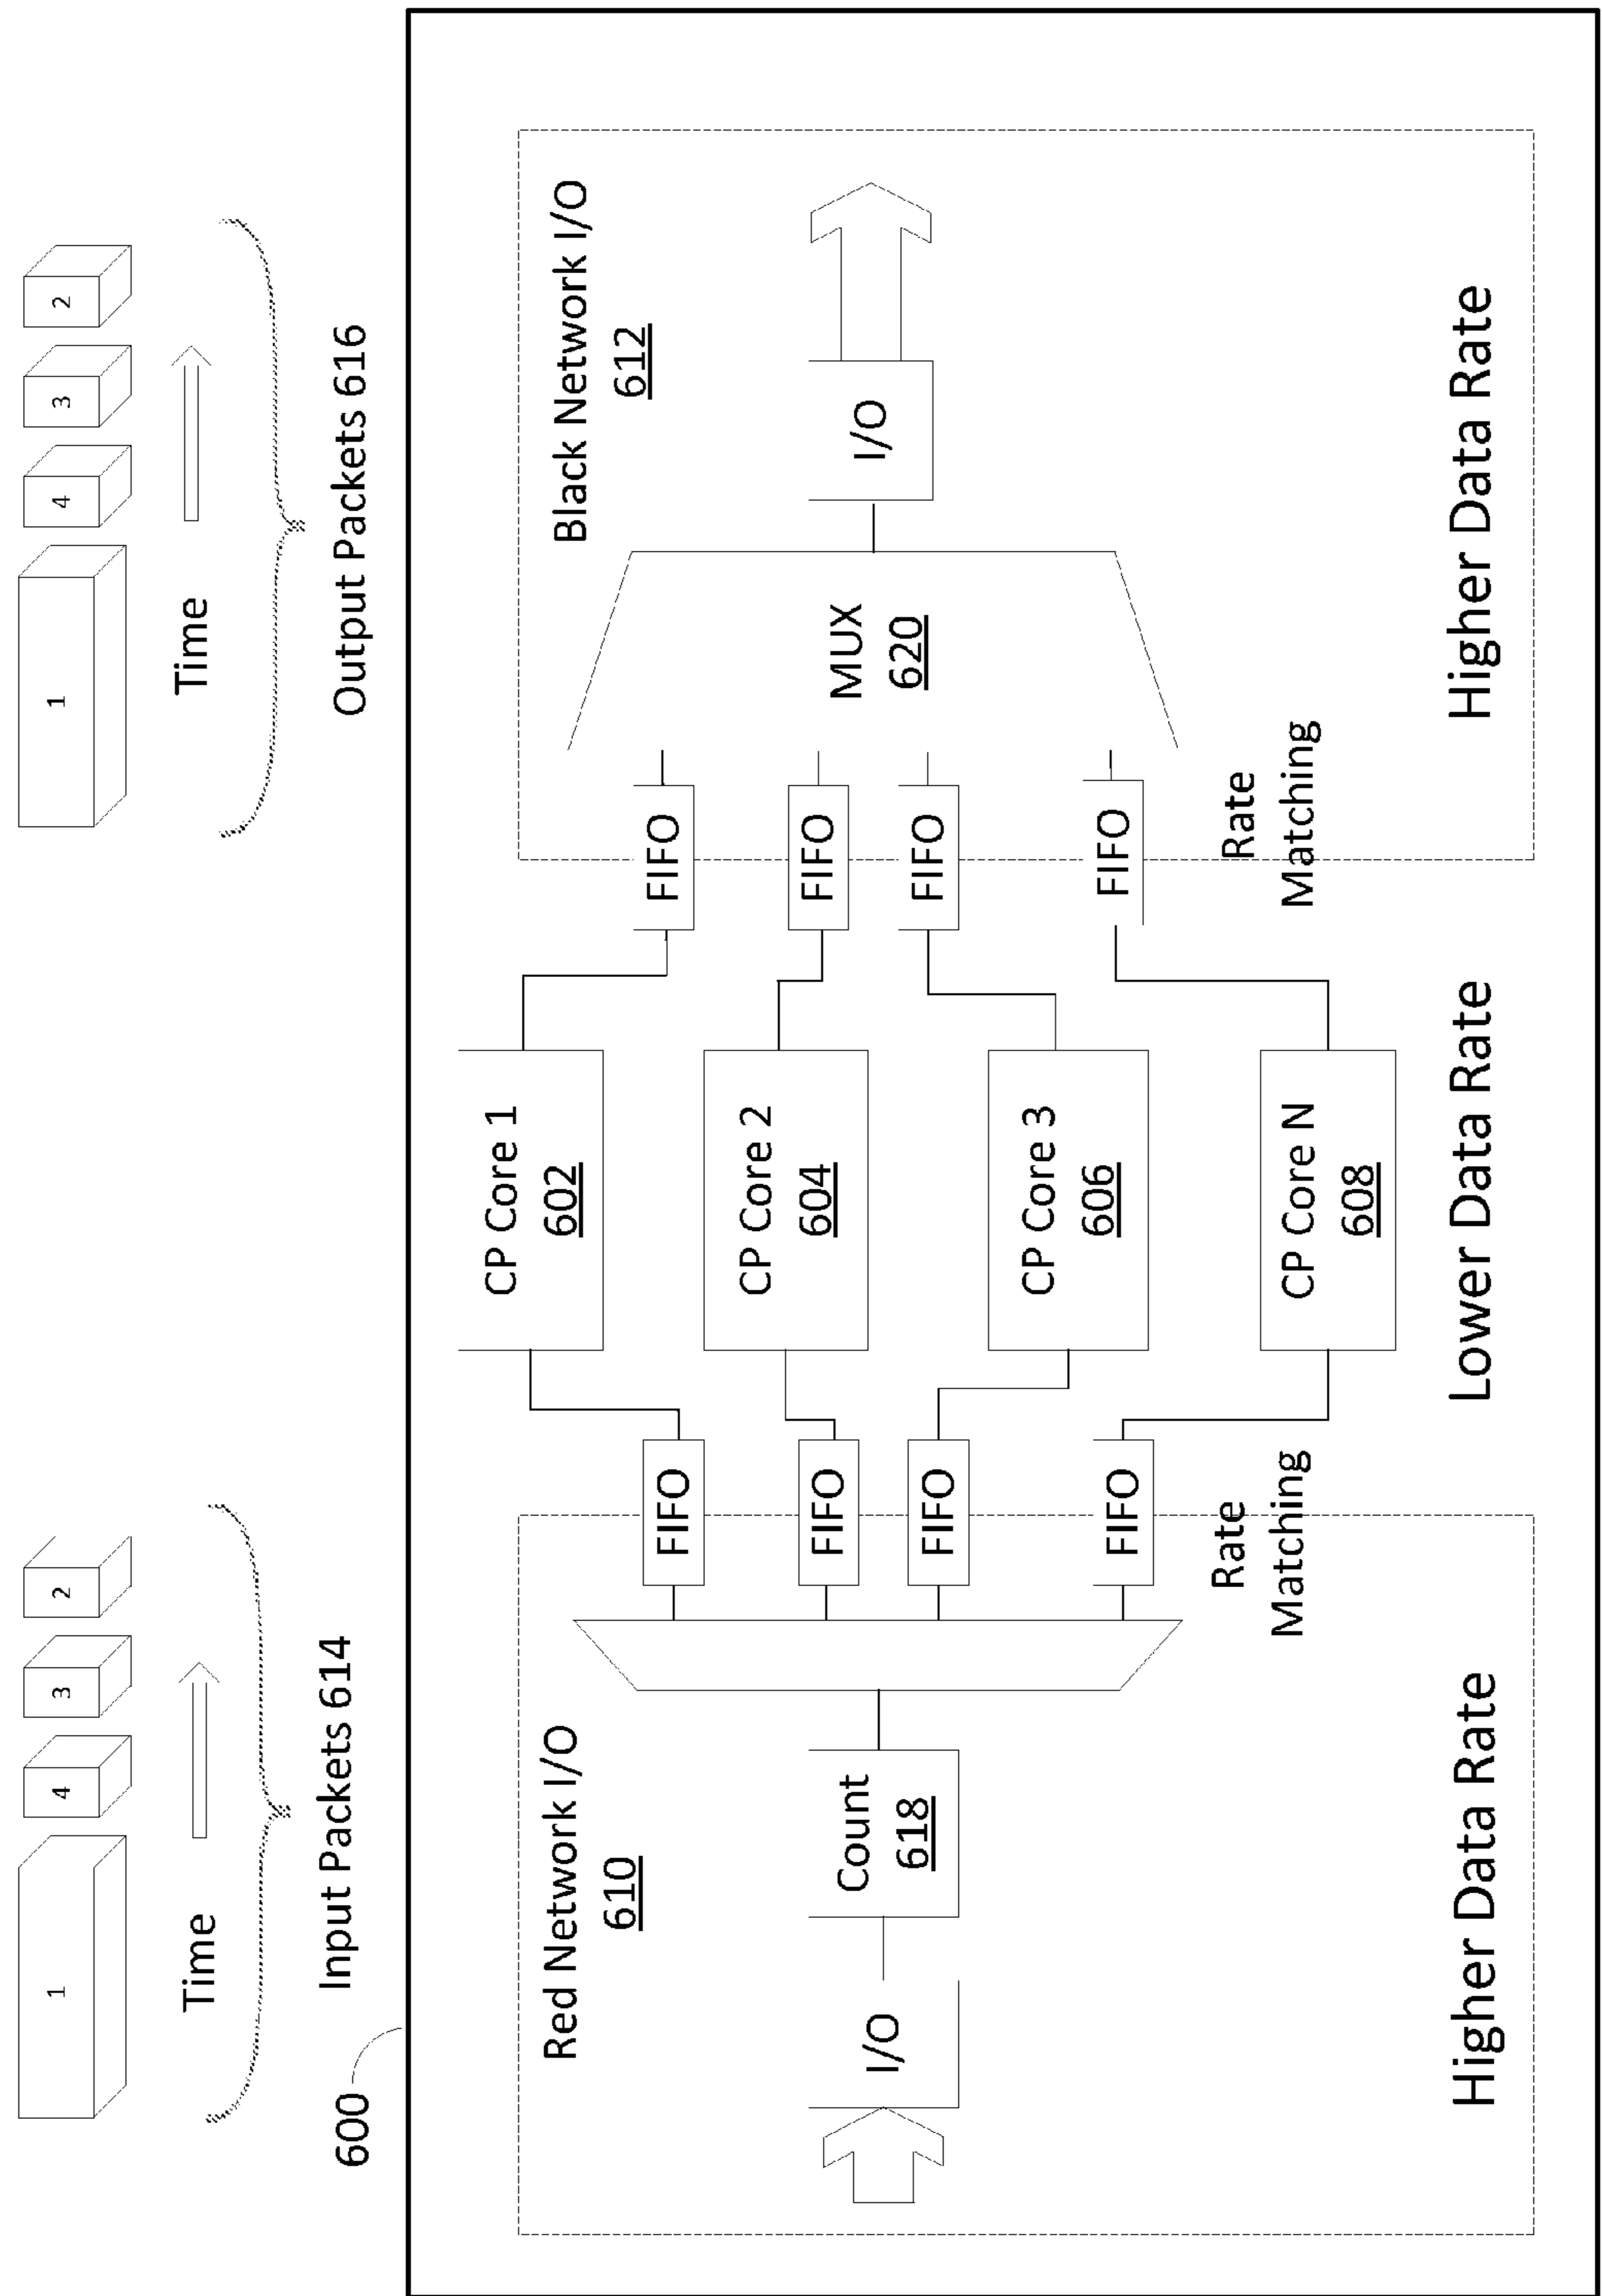 1
4
3
2
Time
Input Packets 614
1
4
3
2
Time
Output Packets 616
600
Red Network I/O
610
I/O
Count
618
FIFO
FIFO
FIFO
FIFO
Rate
Matching
Higher Data Rate
CP Core 1
602
CP Core 2
604
CP Core 3
606
CP Core N
608
Lower Data Rate
FIFO
FIFO
FIFO
FIFO
Rate
Matching
Black Network I/O
612
MUX
620
I/O
Higher Data Rate